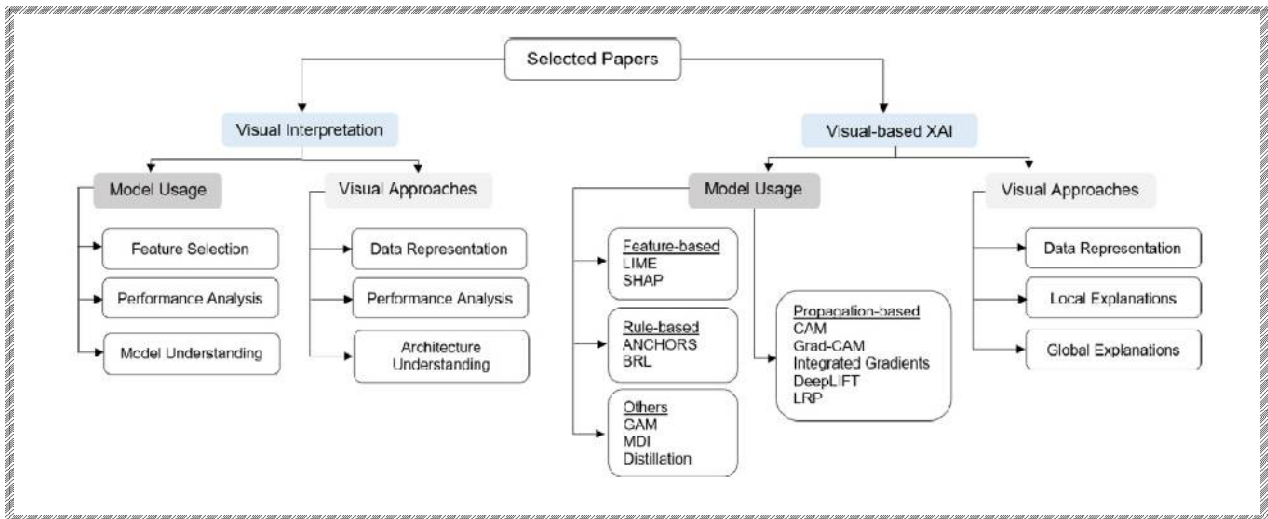 Selected Papers
Visual Interpretation
Visual-based XAI
Model Usage
Visual Approaches
Model Usage
Visual Approaches
Feature Selection
Performance Analysis
Model Understanding
Data Representation
Performance Analysis
Architecture
Understanding
Feature-based
LIME
SHAP
Rule-based
ANCHORS
BRL
Others
GAM
MDI
Distillation
Propagation-based
CAM
Grad-CAM
Integrated Gradients
DeepLIFT
LRP
Data Representation
Local Explanations
Global Explanations